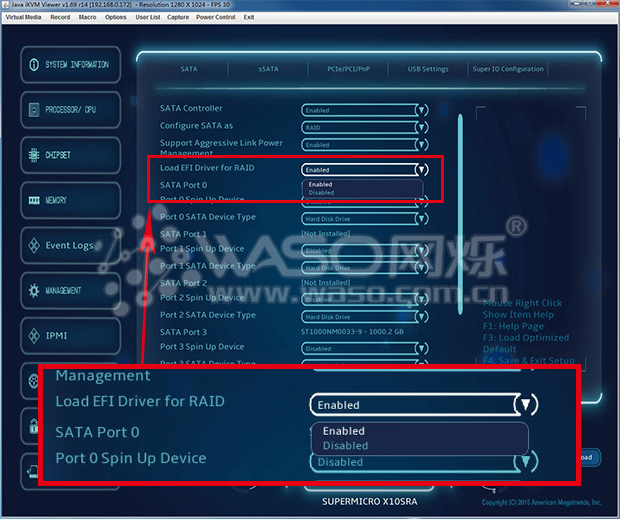 Java iKVM Viewer v1.69 r14 [192.168.0.172] - Resolution 1280 X 1024 - FPS 30
Virtual Media Record Macro Options User List Capture Power Control Exit
SYSTEM INFORMATION
PROCESSOR/ CPU
CHIPSET
MEMORY
Event Logs
MANAGEMENT
IPMI
SATA sSATA PCIe/PCI/PnP USB Settings Super IO Configuration
SATA Controller Enabled
Configure SATA as RAID
Support Aggressive Link Power Enabled
Management
Load EFI Driver for RAID Enabled
Enabled
SATA Port 0
Disabled
Port 0 Spin Up Device Disabled
Port 0 SATA Device Type Hard Disk Drive
SATA Port 1 [Not Installed]
Port 1 Spin Up Device Disabled
Port 1 SATA Device Type Hard Disk Drive
SATA Port 2 [Not Installed]
Port 2 Spin Up Device Disabled
Port 2 SATA Device Type Hard Disk Drive
SATA Port 3 ST1000NM0033-9 - 1000.2 GB
Port 3 Spin Up Device Disabled
Port 3 SATA Device Type Hard Disk Drive
WASO网烁®
www.waso.com.cn
Mouse Right Click
Show Item Help
F1: Help Page
F3: Load Optimized
Default
F4: Save & Exit Setup
Management
Load EFI Driver for RAID Enabled
Enabled
SATA Port 0
Disabled
Port 0 Spin Up Device Disabled
SUPERMICRO X10SRA
Copyright (C) 2015 American Megatrends, Inc.